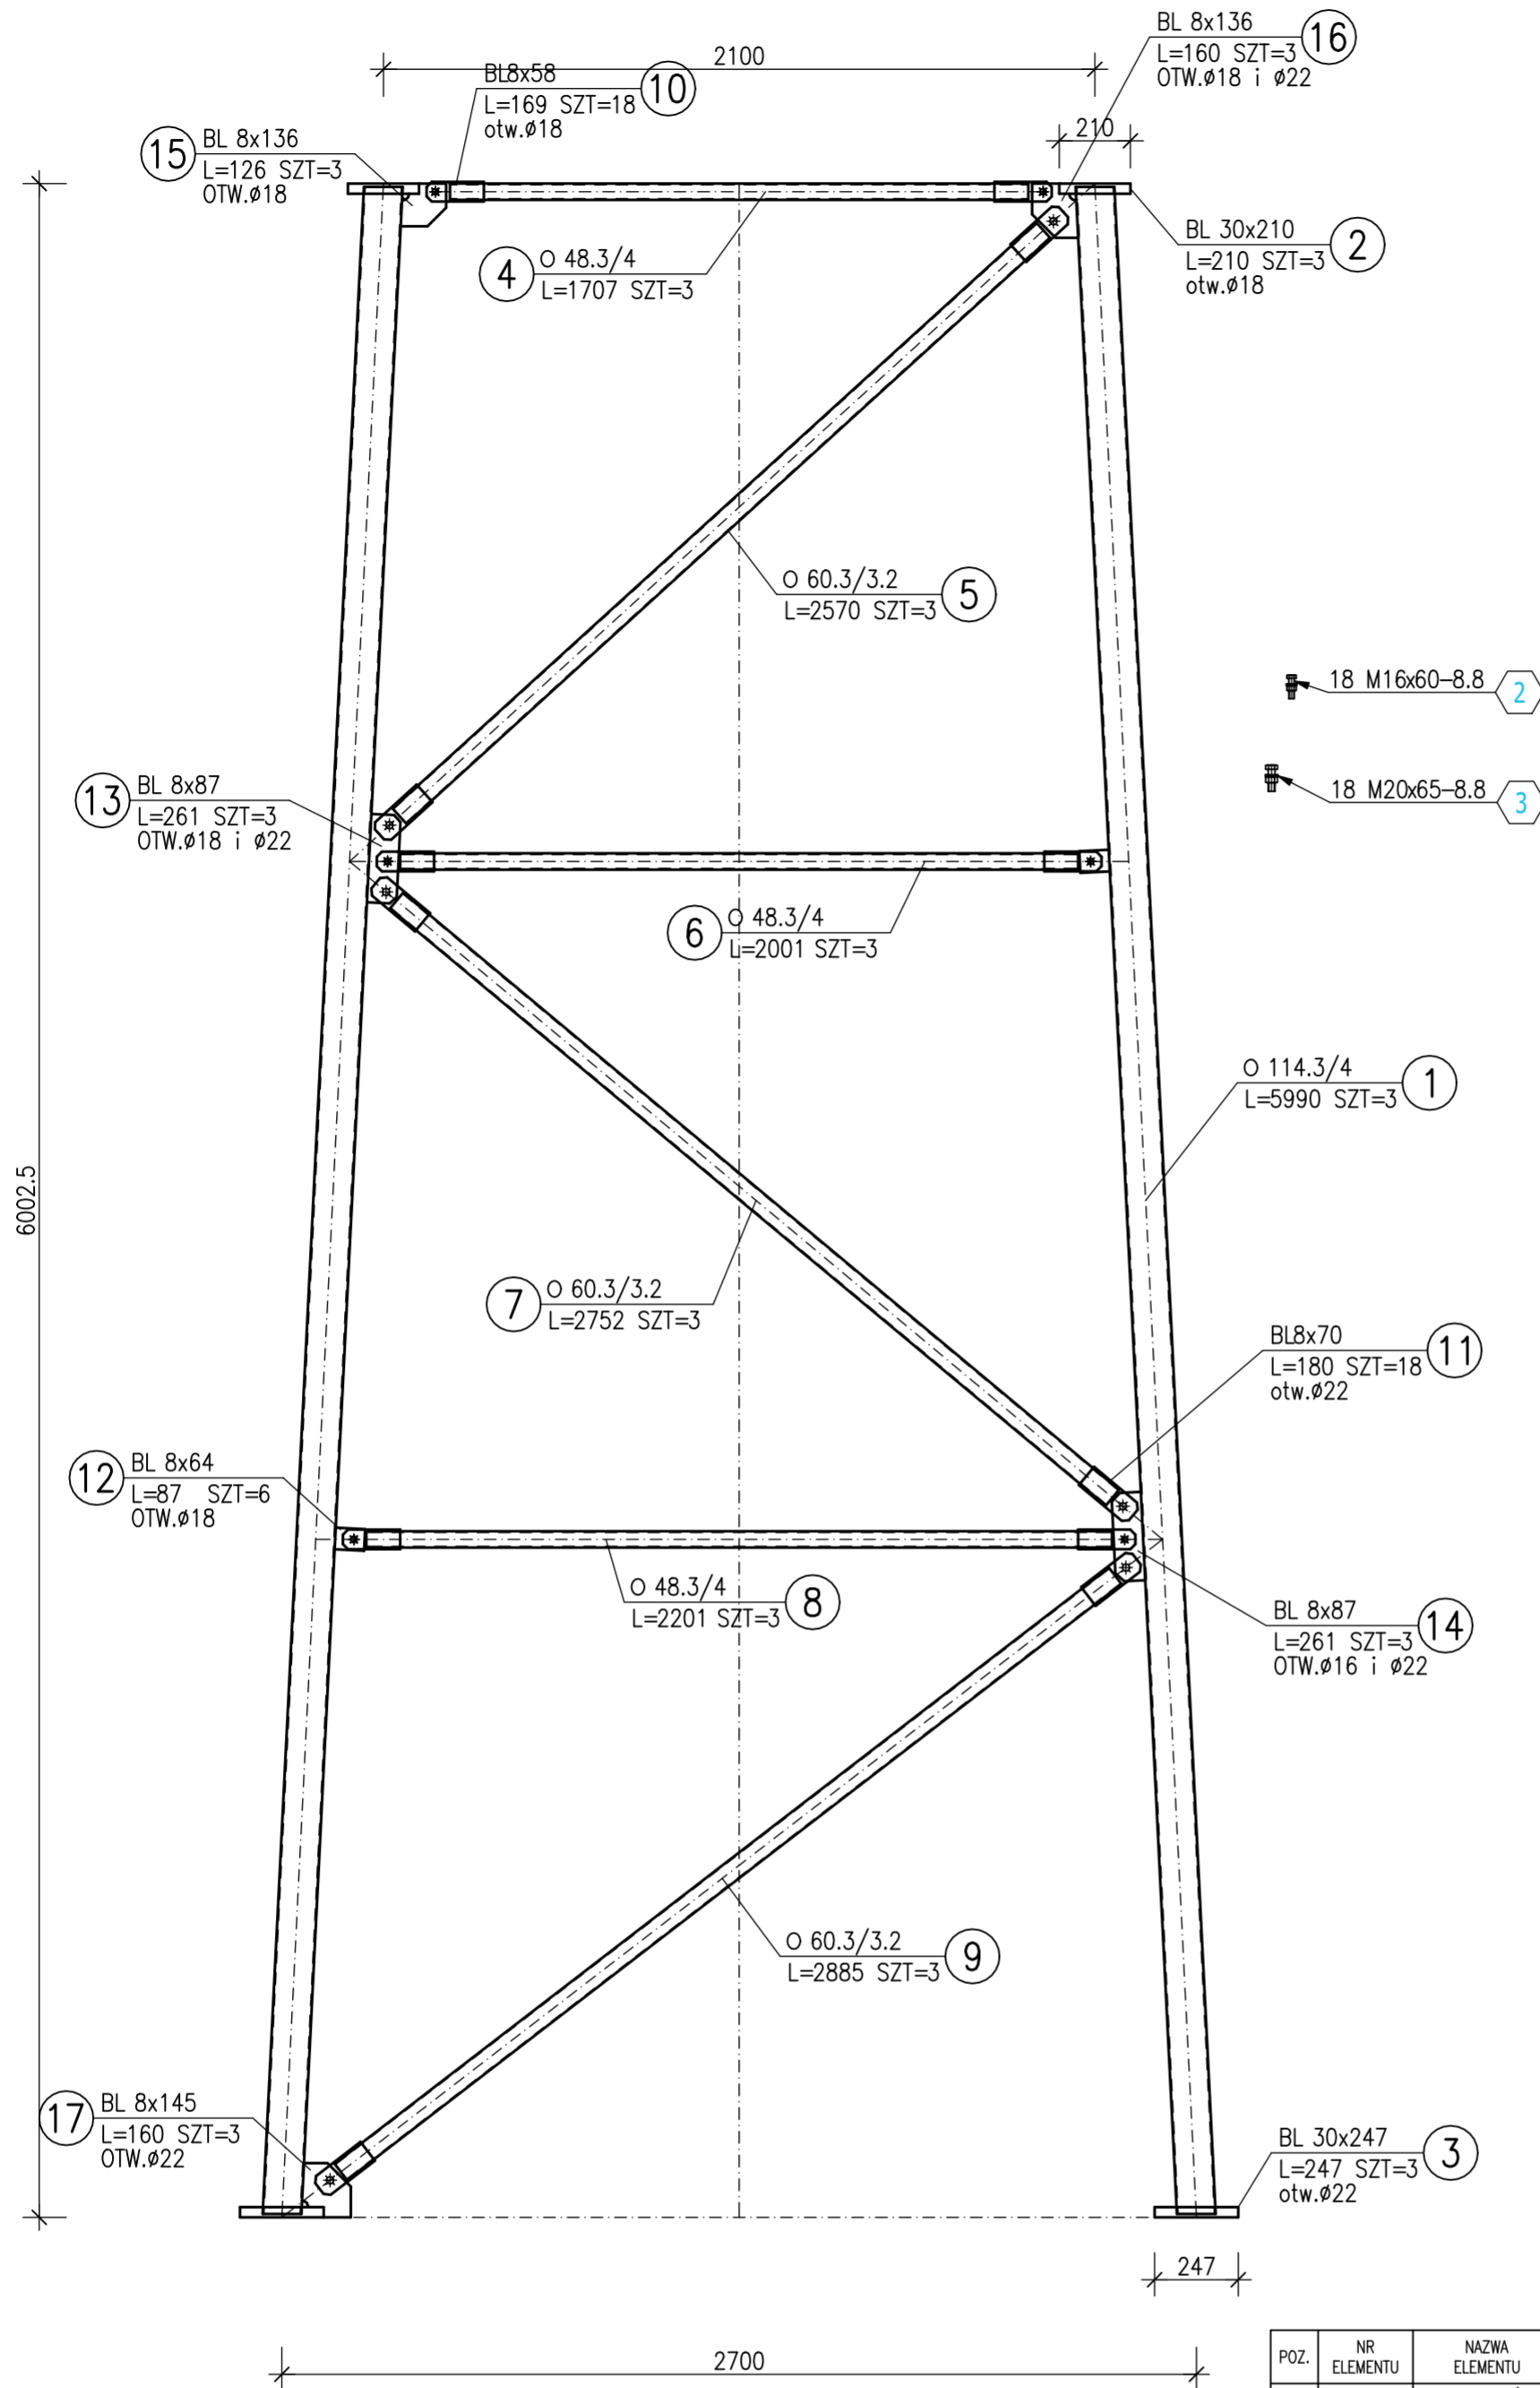 BL 8x136
16
L=160 SZT=3
OTW.ø18 i ø22
2100
BL8x58
10
L=169 SZT=18
otw.ø18
210
15
BL 8x136
L=126 SZT=3
OTW.ø18
BL 30x210
2
L=210 SZT=3
otw.ø18
4
O 48.3/4
L=1707 SZT=3
O 60.3/3.2
5
L=2570 SZT=3
18 M16x60-8.8
2
13
BL 8x87
L=261 SZT=3
OTW.ø18 i ø22
18 M20x65-8.8
3
6
O 48.3/4
L=2001 SZT=3
O 114.3/4
1
L=5990 SZT=3
6002.5
7
O 60.3/3.2
L=2752 SZT=3
BL8x70
11
L=180 SZT=18
otw.ø22
12
BL 8x64
L=87 SZT=6
OTW.ø18
O 48.3/4
8
L=2201 SZT=3
BL 8x87
14
L=261 SZT=3
OTW.ø16 i ø22
O 60.3/3.2
9
L=2885 SZT=3
17
BL 8x145
L=160 SZT=3
OTW.ø22
BL 30x247
3
L=247 SZT=3
otw.ø22
247
2700
POZ.
NR
ELEMENTU
NAZWA
ELEMENTU